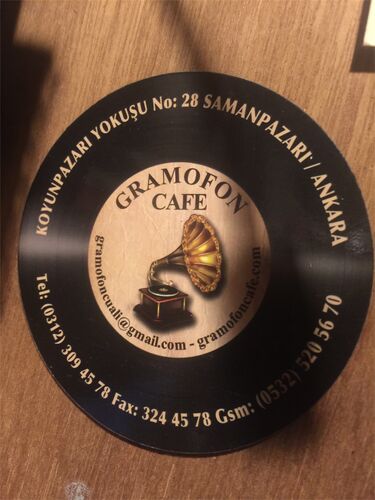 KOYUNPAZARI YOKUŞU No: 28 SAMANPAZARI / ANKARA
GRAMOFON
CAFE
gramofoncuali@gmail.com - gramofoncafe.com
Tel: (0312) 309 45 78 Fax: 324 45 78 Gsm: (0532) 520 56 70